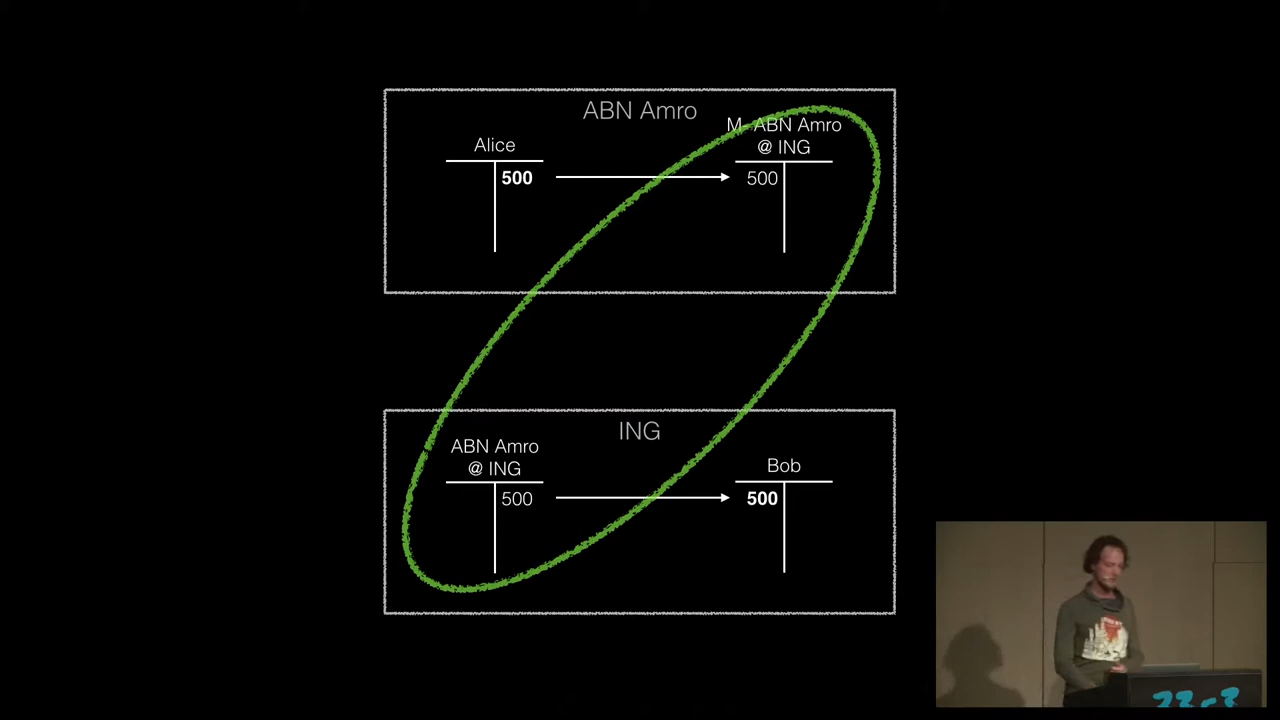 ABN Amro
Alice
M- ABN Amro
@ ING
500
500
ING
ABN Amro
@ ING
Bob
500
500